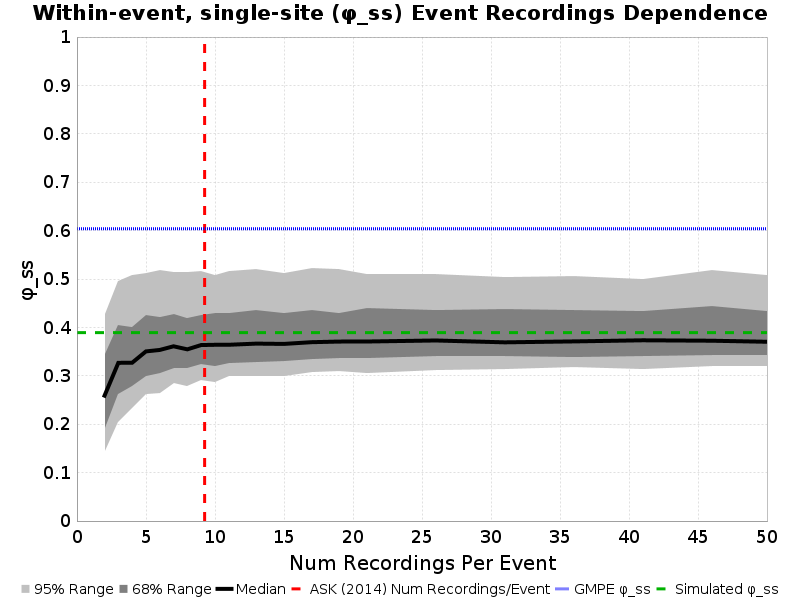 Within-event, single-site (φ_ss) Event Recordings Dependence
1
0.9
0.8
0.7
0.6
0.5
0.4
0.3
0.2
0.1
0
φ_ss
0 5 10 15 20 25 30 35 40 45 50
Num Recordings Per Event
95% Range 68% Range Median ASK (2014) Num Recordings/Event GMPE φ_ss Simulated φ_ss